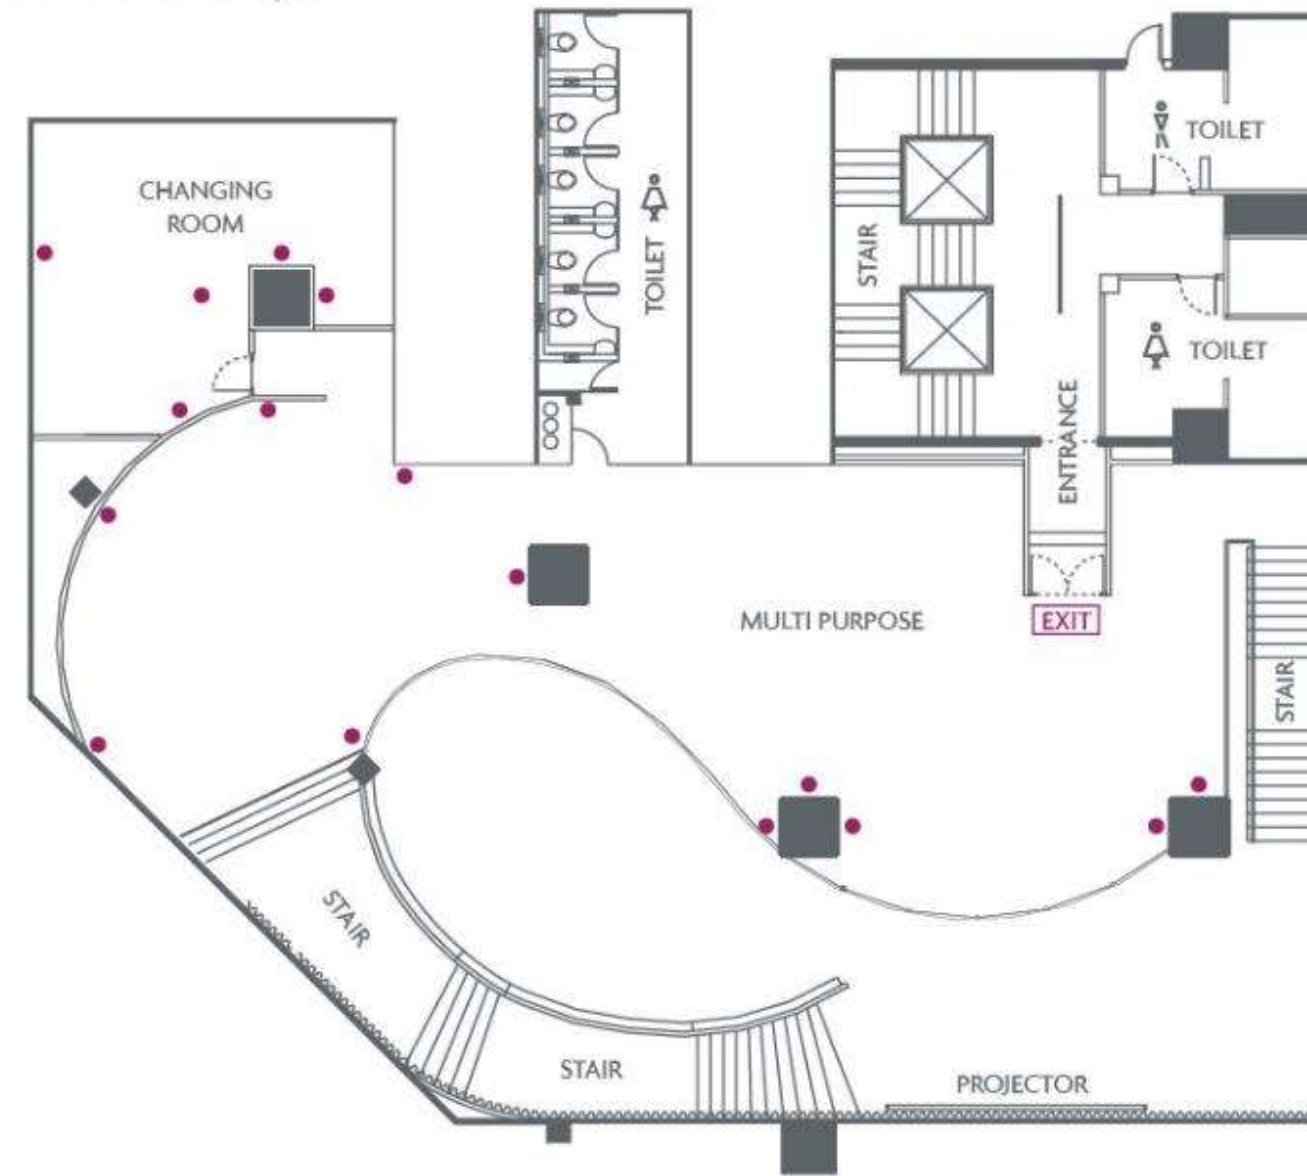 CHANGING
ROOM
TOILET
STAIR
TOILET
TOILET
ENTRANCE
MULTI PURPOSE
EXIT
STAIR
STAIR
STAIR
PROJECTOR